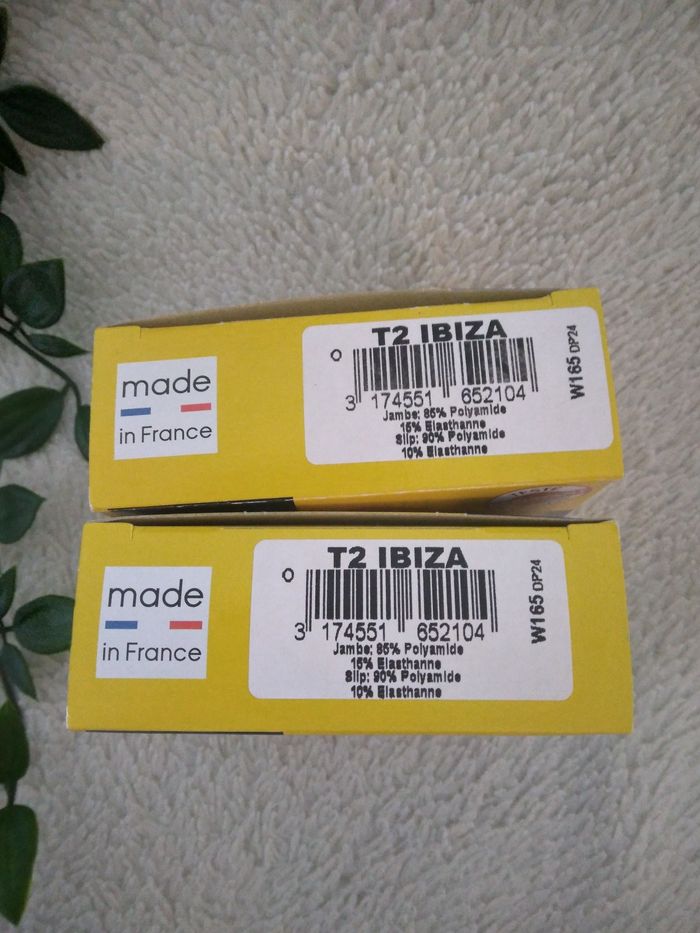 T2 IBIZA
0
3 174551 652104
Jambe: 85% Polyamide
15% Elasthanne
Slip: 90% Polyamide
10% Elasthanne
W165 DP24
made
in France
T2 IBIZA
0
3 174551 652104
Jambe: 85% Polyamide
15% Elasthanne
Slip: 90% Polyamide
10% Elasthanne
W165 DP24
made
in France